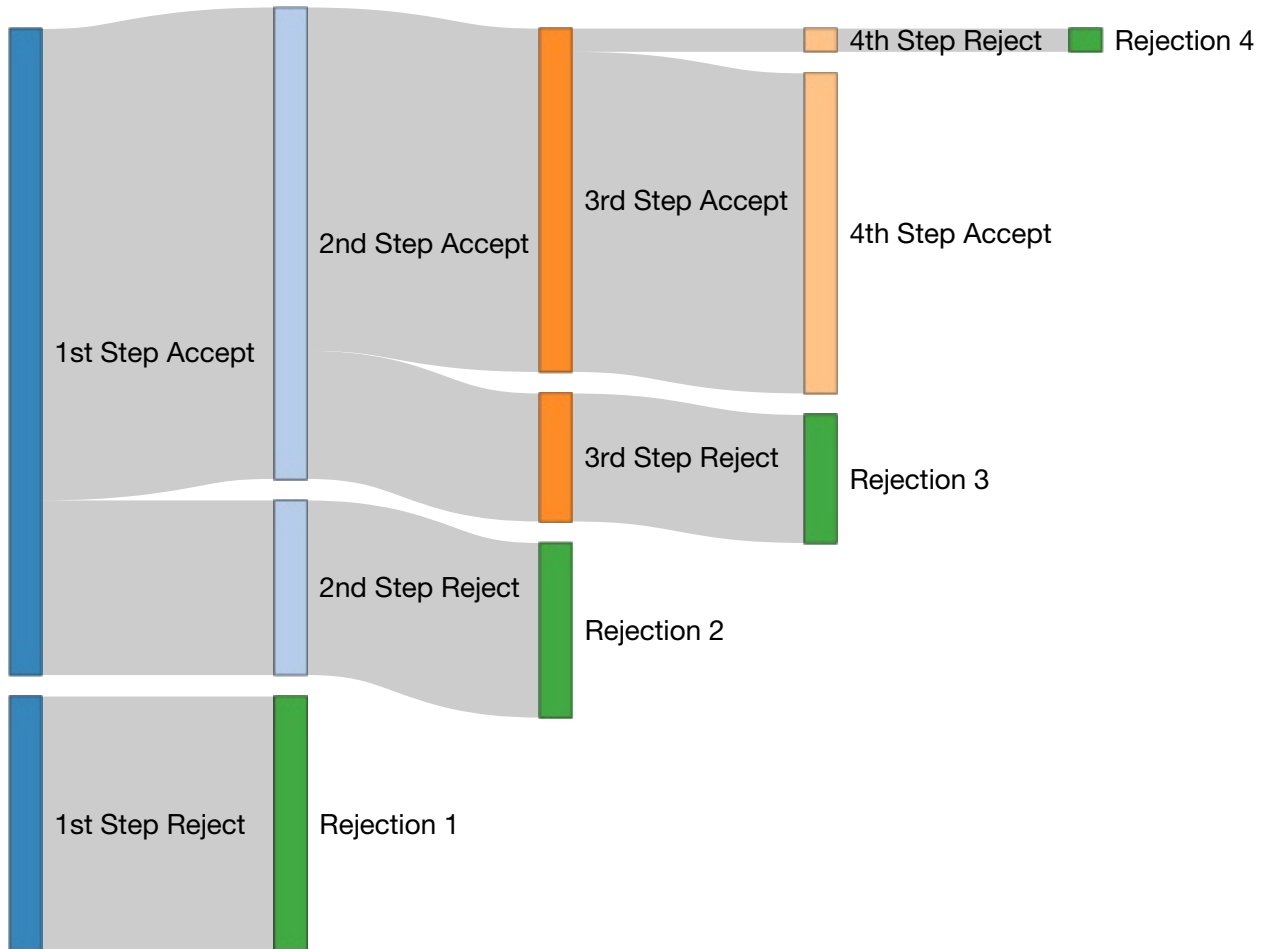 4th Step Reject
Rejection 4
3rd Step Accept
4th Step Accept
2nd Step Accept
1st Step Accept
3rd Step Reject
Rejection 3
2nd Step Reject
Rejection 2
1st Step Reject
Rejection 1